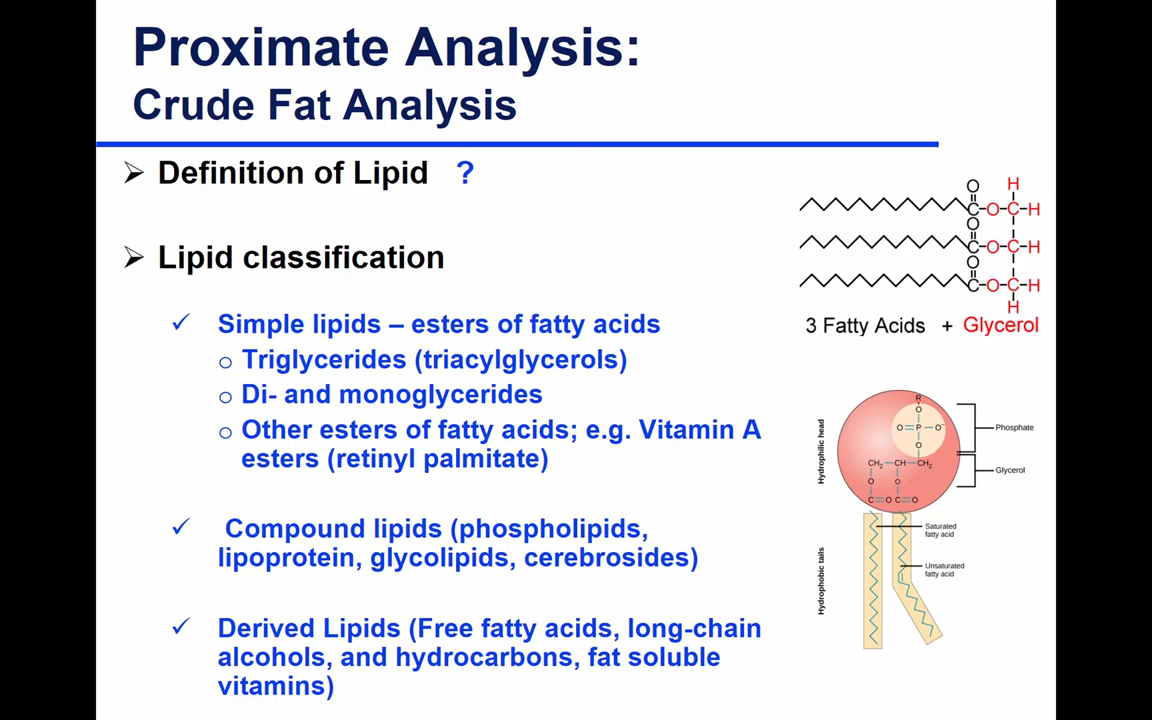 Proximate Analysis:
Crude Fat Analysis
➢ Definition of Lipid ?
➢ Lipid classification
✓ Simple lipids – esters of fatty acids
o Triglycerides (triacylglycerols)
o Di- and monoglycerides
o Other esters of fatty acids; e.g. Vitamin A
esters (retinyl palmitate)
✓ Compound lipids (phospholipids,
lipoprotein, glycolipids, cerebrosides)
✓ Derived Lipids (Free fatty acids, long-chain
alcohols, and hydrocarbons, fat soluble
vitamins)
O H
C-O-C-H
O
C-O-C-H
O
C-O-C-H
H
3 Fatty Acids + Glycerol
Hydrophilic head
R
O
O=P-O-
O
CH2-CH-CH2
O O
C=O C=O
Phosphate
Glycerol
Hydrophobic tails
Saturated
fatty acid
Unsaturated
fatty acid